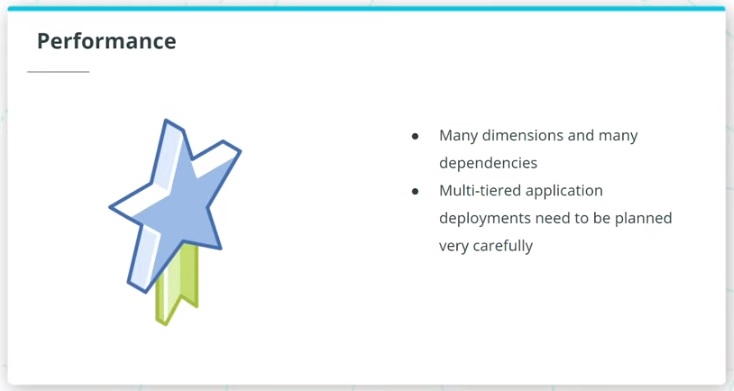 Performance
● Many dimensions and many
dependencies
● Multi-tiered application
deployments need to be planned
very carefully